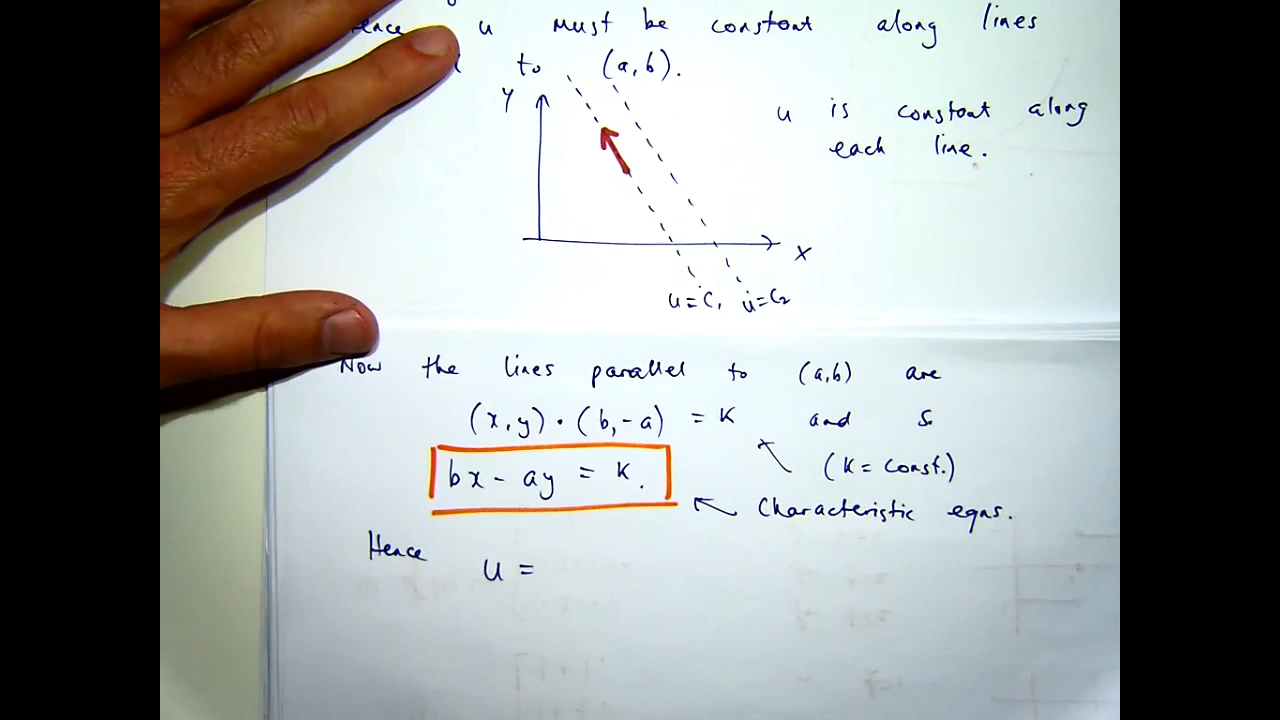 u must be constant along lines
to (a,b).
y
u is constant along
each line.
x
u=C₁ u=C₂
Now the lines parallel to (a,b) are
(x,y)·(b,-a) = K and so
(K = Const.)
bx - ay = K.
Characteristic eqns.
Hence u =